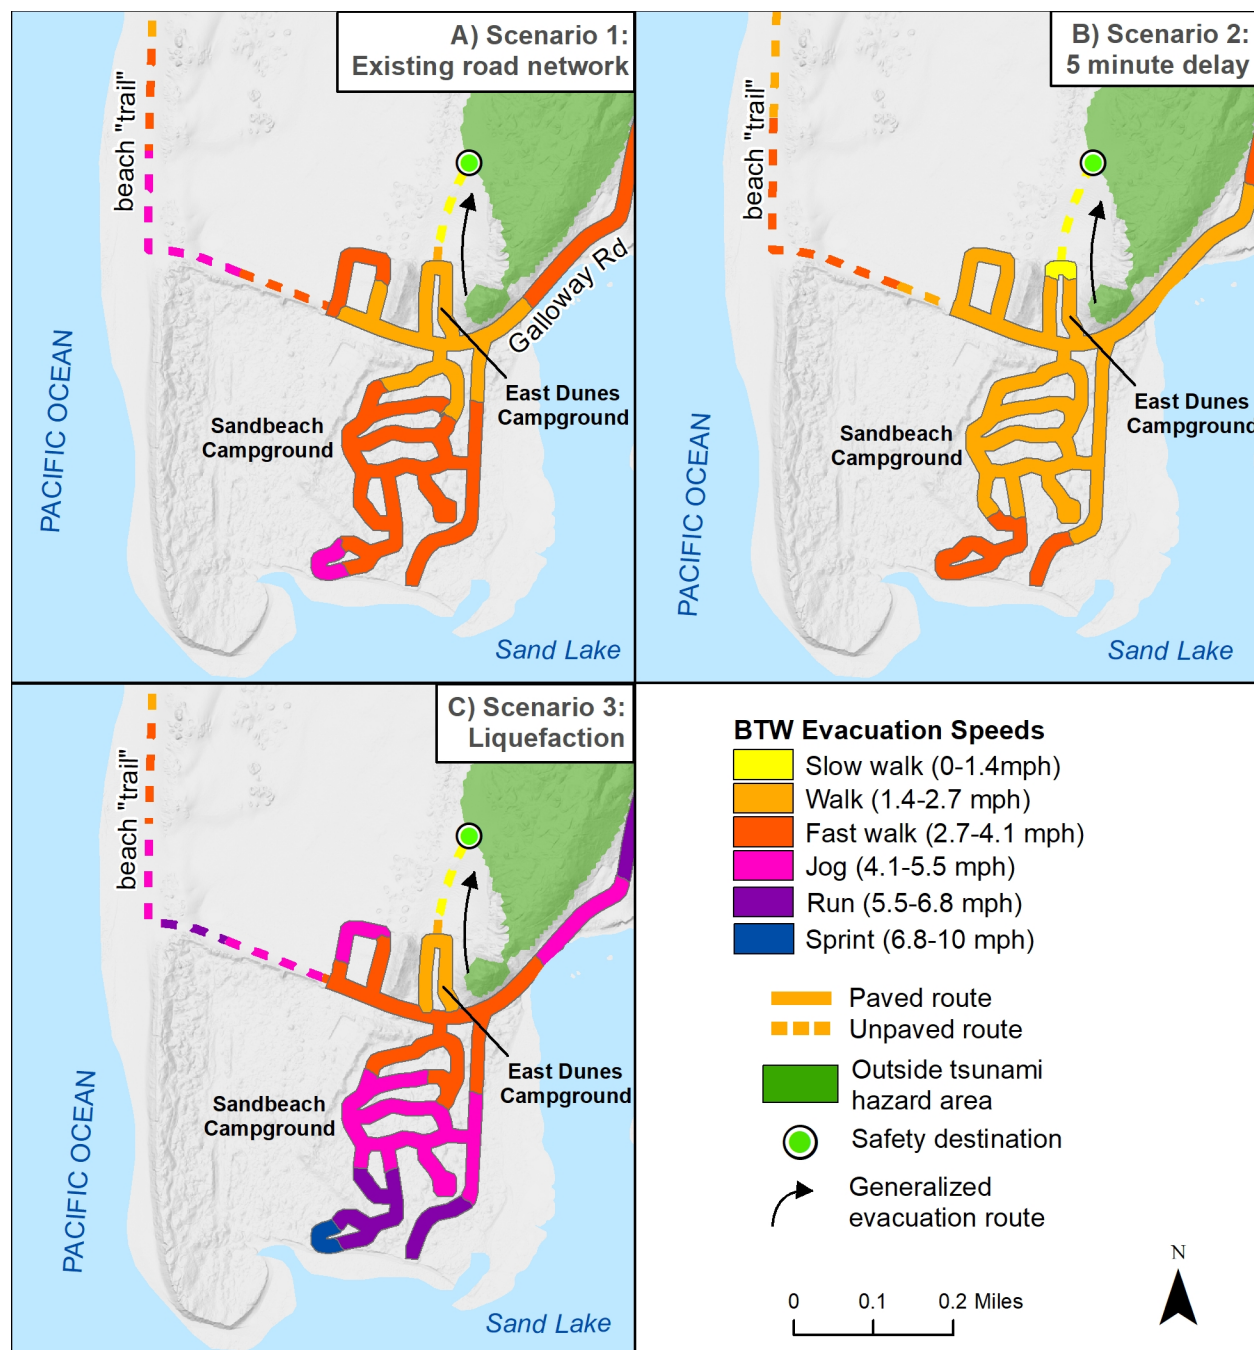 A) Scenario 1:
Existing road network
beach "trail"
Galloway Rd
East Dunes
Campground
Sandbeach
Campground
PACIFIC OCEAN
Sand Lake
B) Scenario 2:
5 minute delay
beach "trail"
East Dunes
Campground
Sandbeach
Campground
PACIFIC OCEAN
Sand Lake
C) Scenario 3:
Liquefaction
beach "trail"
East Dunes
Campground
Sandbeach
Campground
PACIFIC OCEAN
Sand Lake
BTW Evacuation Speeds
Slow walk (0-1.4mph)
Walk (1.4-2.7 mph)
Fast walk (2.7-4.1 mph)
Jog (4.1-5.5 mph)
Run (5.5-6.8 mph)
Sprint (6.8-10 mph)
Paved route
Unpaved route
Outside tsunami
hazard area
Safety destination
Generalized
evacuation route
N
0 0.1 0.2 Miles